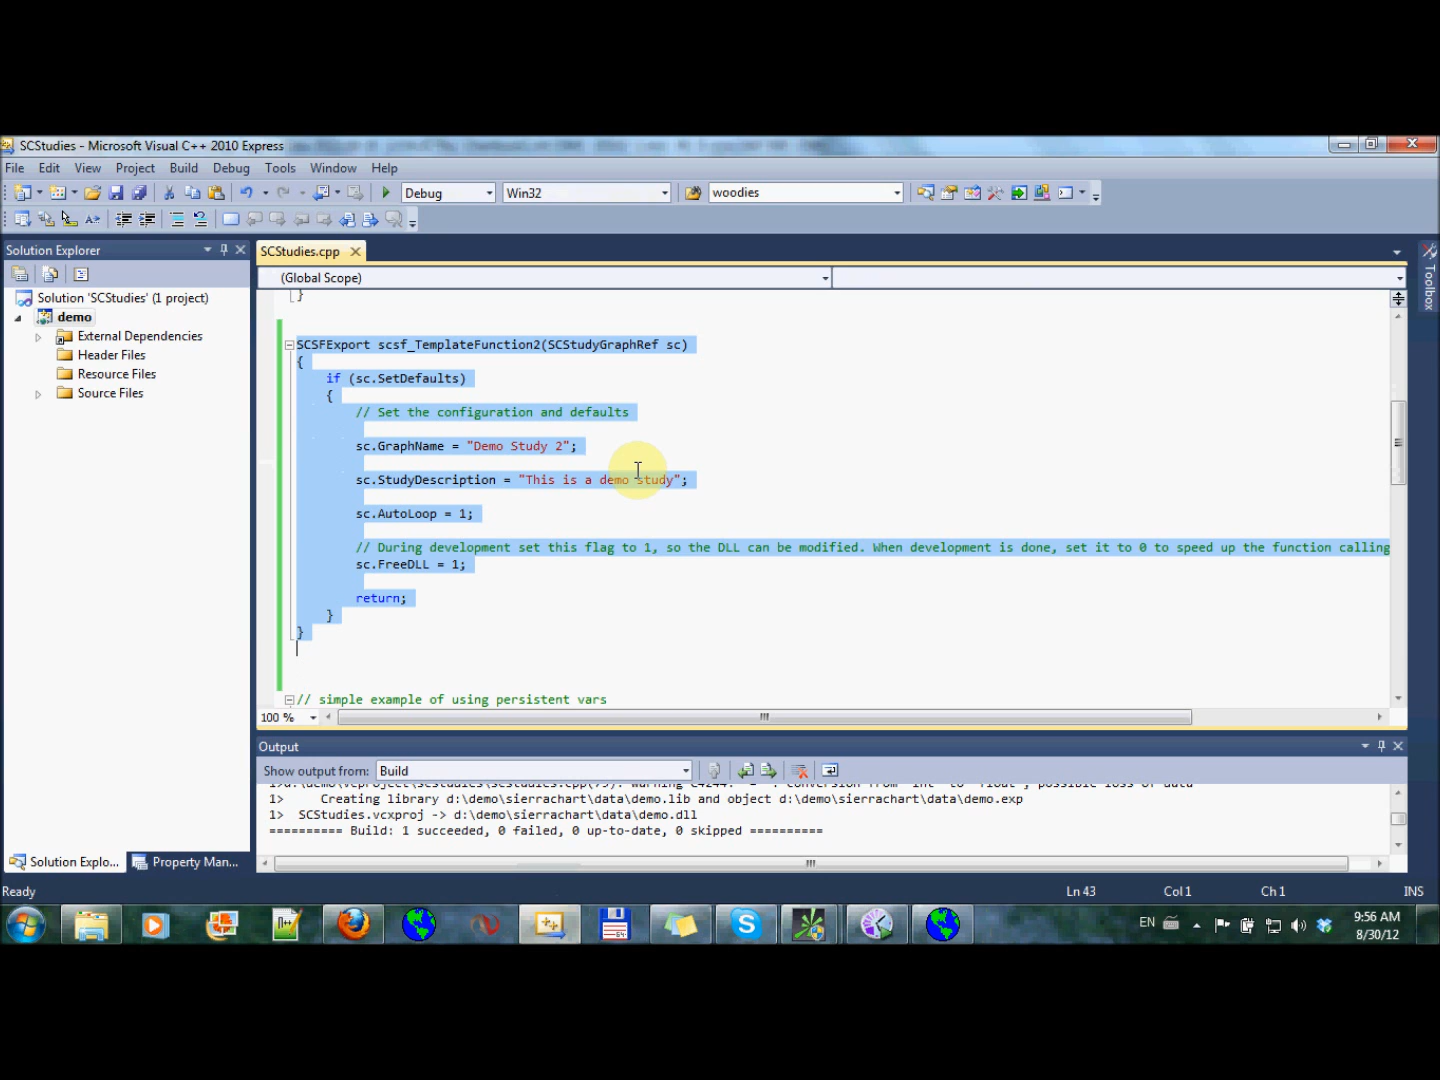 SCStudies - Microsoft Visual C++ 2010 Express
File Edit View Project Build Debug Tools Window Help
Debug Win32 woodies
Solution Explorer
SCStudies.cpp
(Global Scope)
Toolbox
Solution 'SCStudies' (1 project)
demo
External Dependencies
Header Files
Resource Files
Source Files
}
SCSFExport scsf_TemplateFunction2(SCStudyGraphRef sc)
{
if (sc.SetDefaults)
{
// Set the configuration and defaults
sc.GraphName = "Demo Study 2";
sc.StudyDescription = "This is a demo study";
sc.AutoLoop = 1;
// During development set this flag to 1, so the DLL can be modified. When development is done, set it to 0 to speed up the function calling
sc.FreeDLL = 1;
return;
}
}
// simple example of using persistent vars
100 %
Output
Show output from: Build
1> Creating library d:\demo\sierrachart\data\demo.lib and object d:\demo\sierrachart\data\demo.exp
1> SCStudies.vcxproj -> d:\demo\sierrachart\data\demo.dll
========== Build: 1 succeeded, 0 failed, 0 up-to-date, 0 skipped ==========
Solution Explo... Property Man...
Ready Ln 43 Col 1 Ch 1 INS
EN 9:56 AM
8/30/12